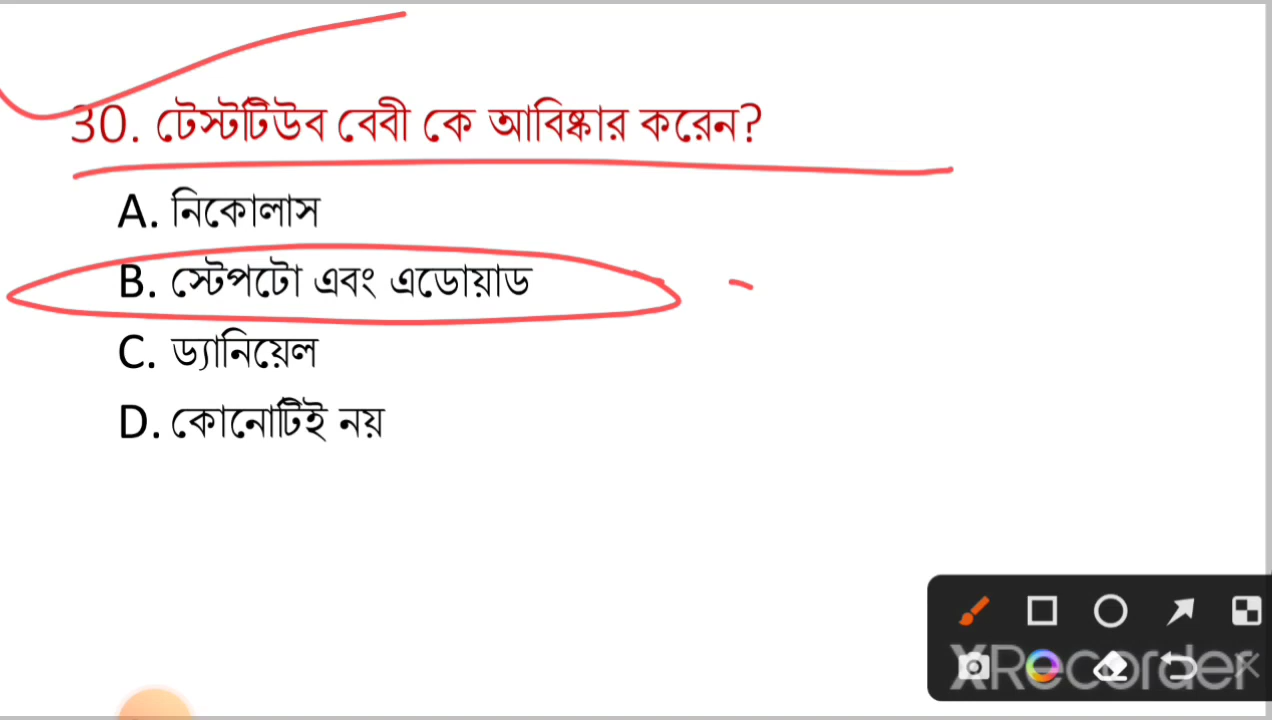 30. টেস্টটিউব বেবী কে আবিষ্কার করেন?
A. নিকোলাস
B. স্টেপটো এবং এডোয়াড
C. ড্যানিয়েল
D. কোনোটিই নয়
XRecorder